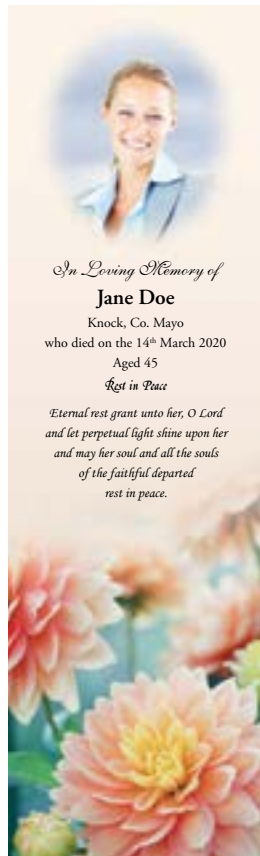 In Loving Memory of
Jane Doe
Knock, Co. Mayo
who died on the 14th March 2020
Aged 45
Rest in Peace
Eternal rest grant unto her, O Lord
and let perpetual light shine upon her
and may her soul and all the souls
of the faithful departed
rest in peace.